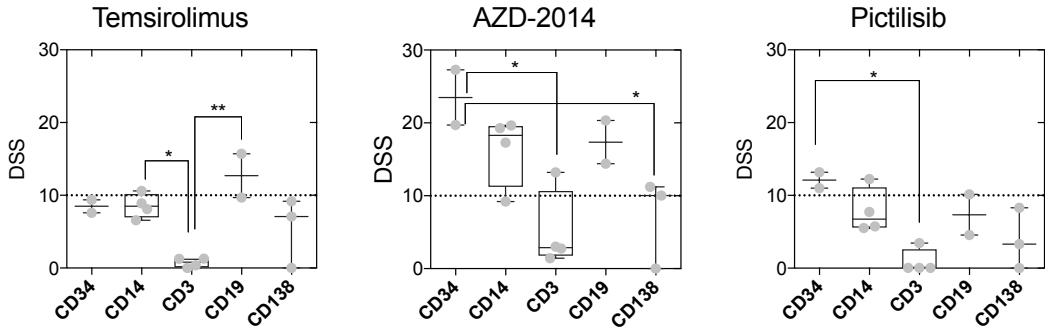 Temsirolimus
AZD-2014
Pictilisib
30
20
10
0
DSS
*
**
CD34
CD14
CD3
CD19
CD138
30
20
10
0
DSS
*
*
CD34
CD14
CD3
CD19
CD138
30
20
10
0
DSS
*
CD34
CD14
CD3
CD19
CD138